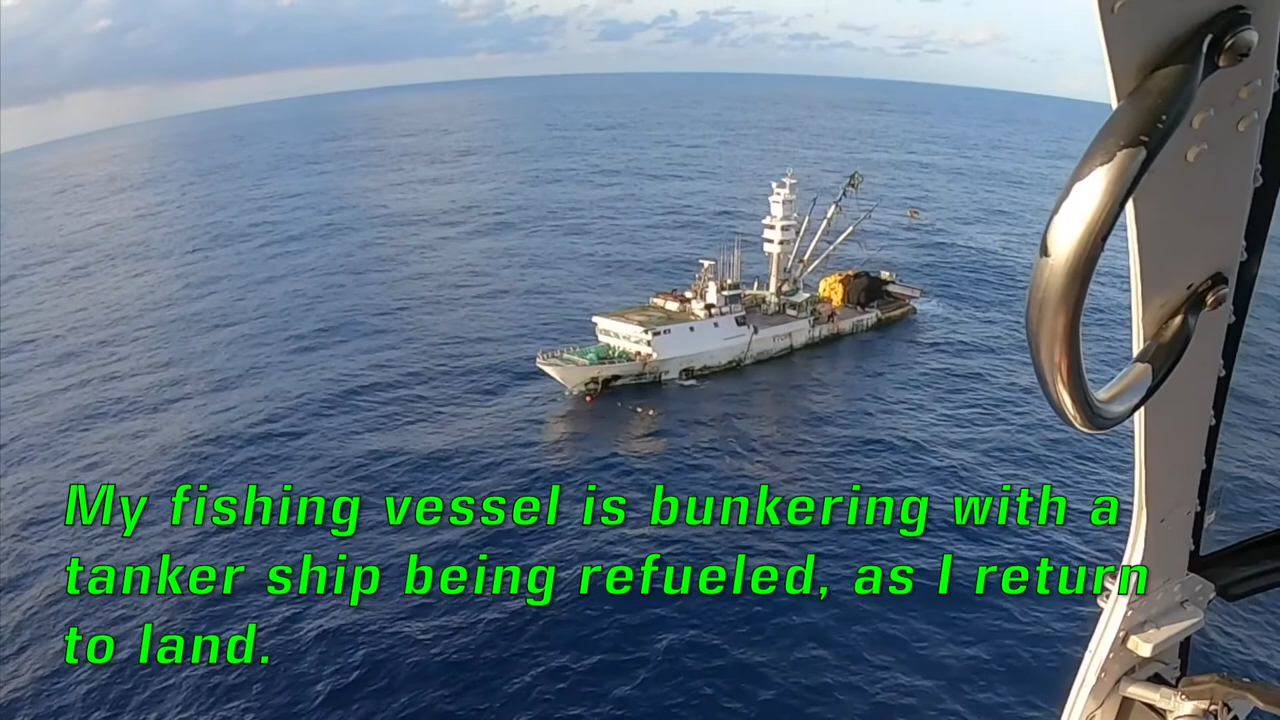 My fishing vessel is bunkering with a
tanker ship being refueled, as I return
to land.